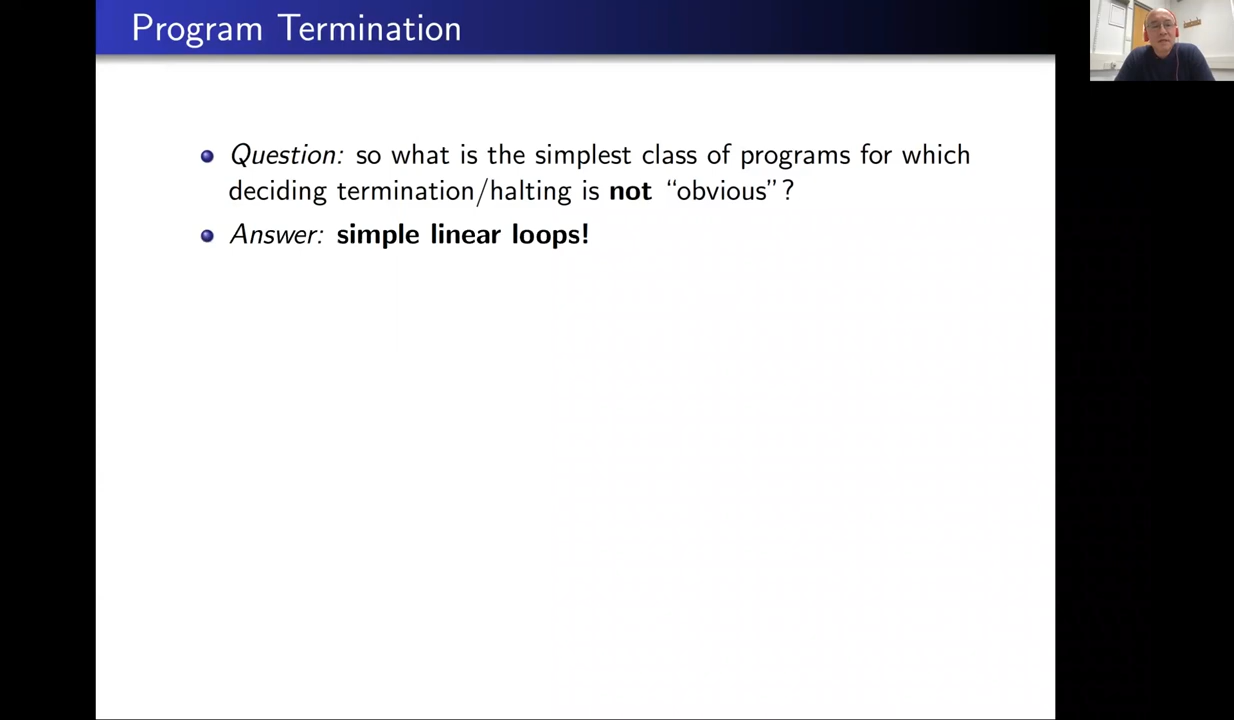 Program Termination
Question: so what is the simplest class of programs for which
deciding termination/halting is not “obvious”?
Answer: simple linear loops!